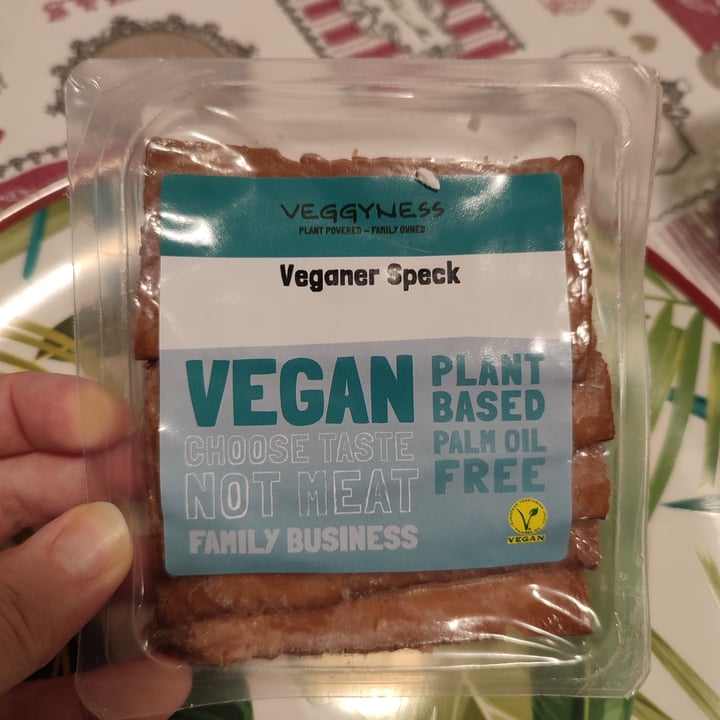 VEGGYNESS
PLANT POWERED – FAMILY OWNED
Veganer Speck
VEGAN
CHOOSE TASTE
NOT MEAT
FAMILY BUSINESS
PLANT
BASED
PALM OIL
FREE
VEGAN